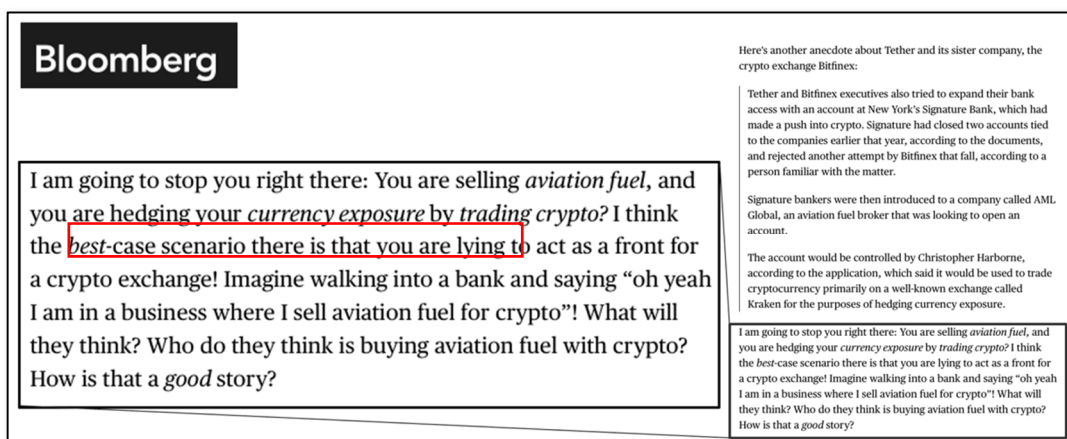 Bloomberg
I am going to stop you right there: You are selling aviation fuel, and
you are hedging your currency exposure by trading crypto? I think
the best-case scenario there is that you are lying to act as a front for
a crypto exchange! Imagine walking into a bank and saying “oh yeah
I am in a business where I sell aviation fuel for crypto”! What will
they think? Who do they think is buying aviation fuel with crypto?
How is that a good story?
Here's another anecdote about Tether and its sister company, the
crypto exchange Bitfinex:
Tether and Bitfinex executives also tried to expand their bank
access with an account at New York's Signature Bank, which had
made a push into crypto. Signature had closed two accounts tied
to the companies earlier that year, according to the documents,
and rejected another attempt by Bitfinex that fall, according to a
person familiar with the matter.
Signature bankers were then introduced to a company called AML
Global, an aviation fuel broker that was looking to open an
account.
The account would be controlled by Christopher Harborne,
according to the application, which said it would be used to trade
cryptocurrency primarily on a well-known exchange called
Kraken for the purposes of hedging currency exposure.
I am going to stop you right there: You are selling aviation fuel, and
you are hedging your currency exposure by trading crypto? I think
the best-case scenario there is that you are lying to act as a front for
a crypto exchange! Imagine walking into a bank and saying “oh yeah
I am in a business where I sell aviation fuel for crypto”! What will
they think? Who do they think is buying aviation fuel with crypto?
How is that a good story?